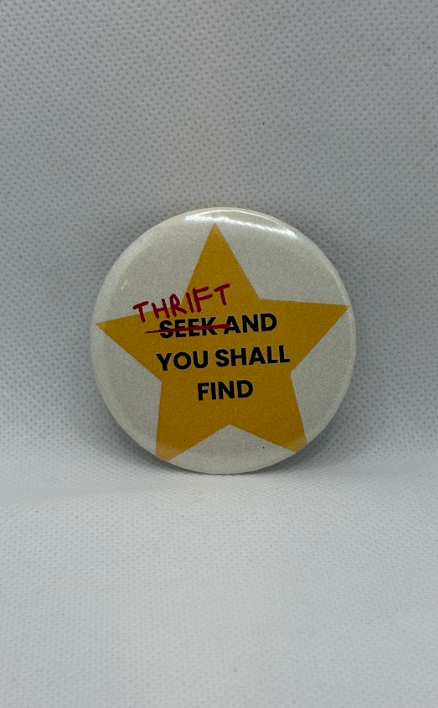 THRIFT
SEEK AND
YOU SHALL
FIND